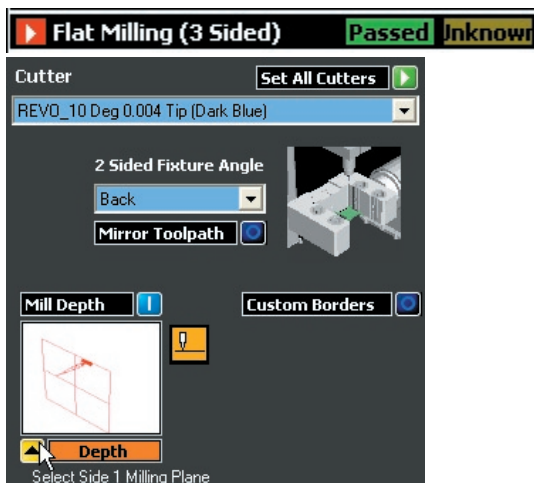 Flat Milling (3 Sided) Passed Unknown
Cutter Set All Cutters
REVO_10 Deg 0.004 Tip (Dark Blue)
2 Sided Fixture Angle
Back
Mirror Toolpath
Mill Depth Custom Borders
Depth
Select Side 1 Milling Plane